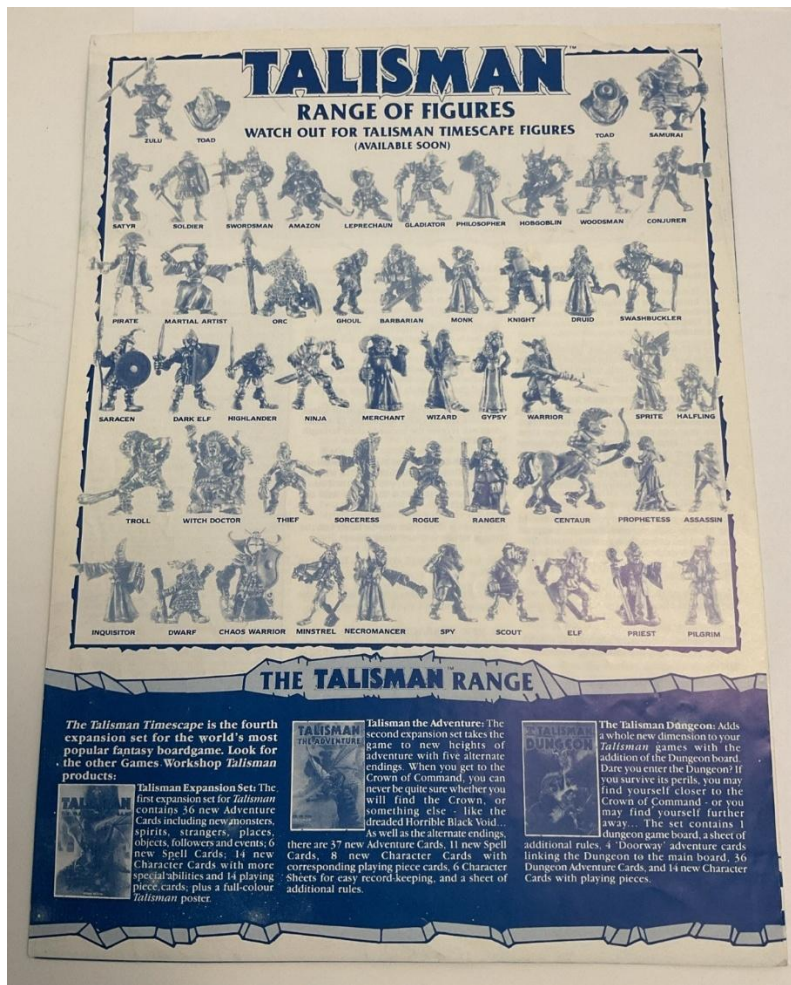 TALISMAN™
RANGE OF FIGURES
WATCH OUT FOR TALISMAN TIMESCAPE FIGURES
(AVAILABLE SOON)
ZULU TOAD TOAD SAMURAI
SATYR SOLDIER SWORDSMAN AMAZON LEPRECHAUN GLADIATOR PHILOSOPHER HOBGOBLIN WOODSMAN CONJURER
PIRATE MARTIAL ARTIST ORC GHOUL BARBARIAN MONK KNIGHT DRUID SWASHBUCKLER
SARACEN DARK ELF HIGHLANDER NINJA MERCHANT WIZARD GYPSY WARRIOR SPRITE HALFLING
TROLL WITCH DOCTOR THIEF SORCERESS ROGUE RANGER CENTAUR PROPHETESS ASSASSIN
INQUISITOR DWARF CHAOS WARRIOR MINSTREL NECROMANCER SPY SCOUT ELF PRIEST PILGRIM
THE TALISMAN™ RANGE
The Talisman Timescape is the fourth
expansion set for the world's most
popular fantasy boardgame. Look for
the other Games Workshop Talisman
products:
TALISMAN
Talisman Expansion Set: The
first expansion set for Talisman
contains 36 new Adventure
Cards including new monsters,
spirits, strangers, places,
objects, followers and events; 6
new Spell Cards; 14 new
Character Cards with more
special abilities and 14 playing
piece cards; plus a full-colour
Talisman poster.
TALISMAN
THE ADVENTURE
Talisman the Adventure: The
second expansion set takes the
game to new heights of
adventure with five alternate
endings. When you get to the
Crown of Command, you can
never be quite sure whether you
will find the Crown, or
something else - like the
dreaded Horrible Black Void...
As well as the alternate endings,
there are 37 new Adventure Cards, 11 new Spell
Cards, 8 new Character Cards with
corresponding playing piece cards, 6 Character
Sheets for easy record-keeping, and a sheet of
additional rules.
TALISMAN
DUNGEON
The Talisman Dungeon: Adds
a whole new dimension to your
Talisman games with the
addition of the Dungeon board.
Dare you enter the Dungeon? If
you survive its perils, you may
find yourself closer to the
Crown of Command - or you
may find yourself further
away... The set contains 1
dungeon game board, a sheet of
additional rules, 4 'Doorway' adventure cards
linking the Dungeon to the main board, 36
Dungeon Adventure Cards, and 14 new Character
Cards with playing pieces.